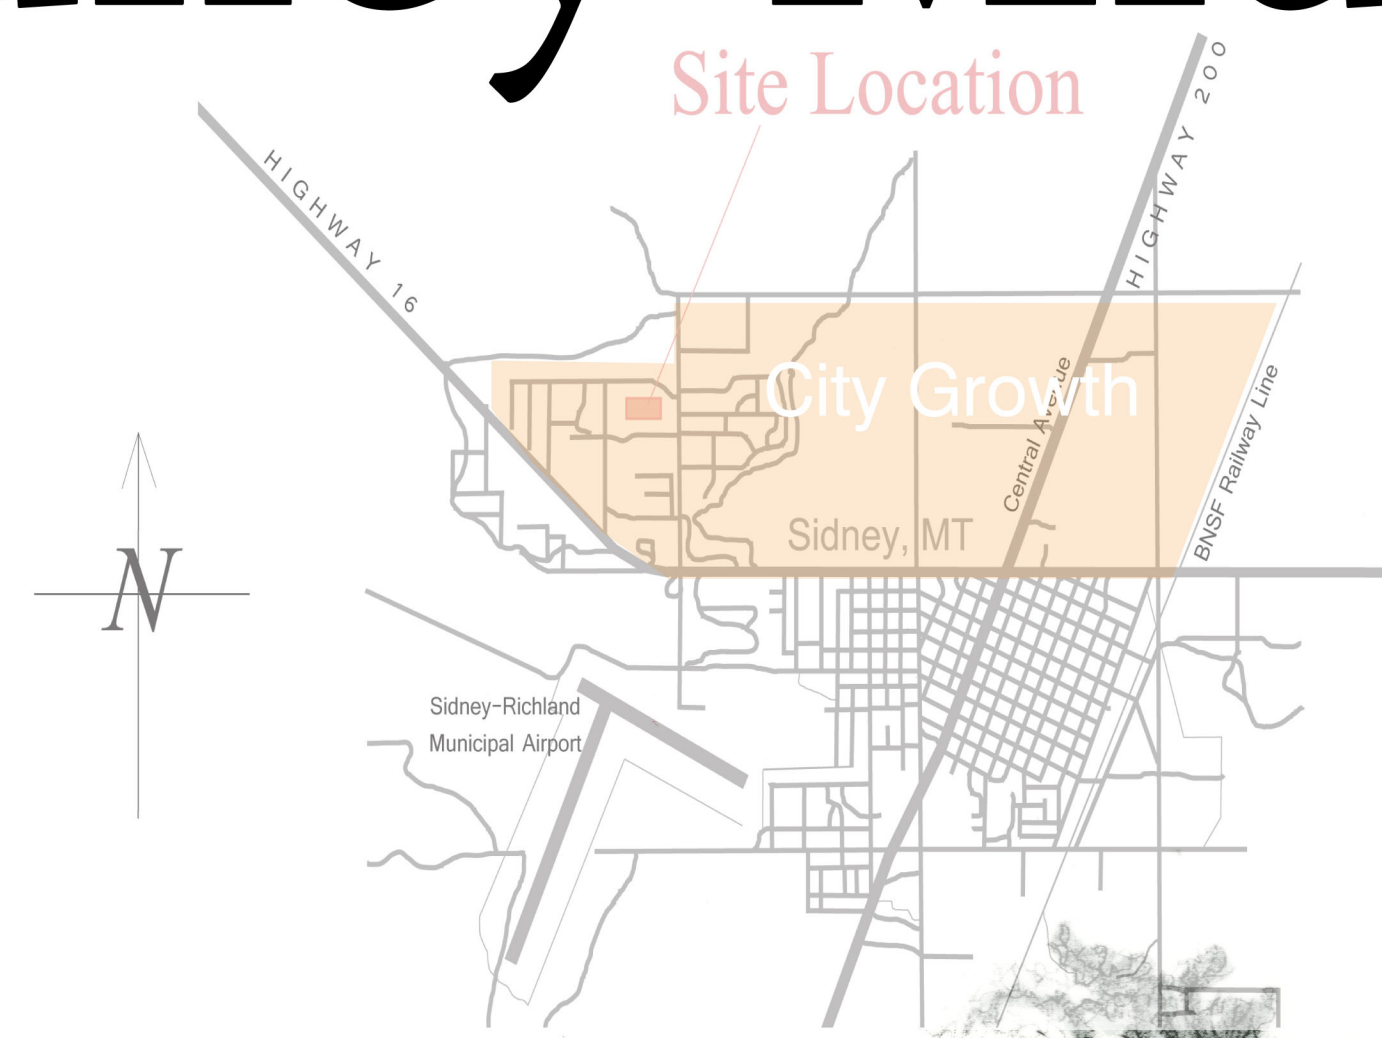 Site Location
HIGHWAY 200
HIGHWAY 16
City Growth
Central Avenue
BNSF Railway Line
Sidney, MT
N
Sidney-Richland
Municipal Airport